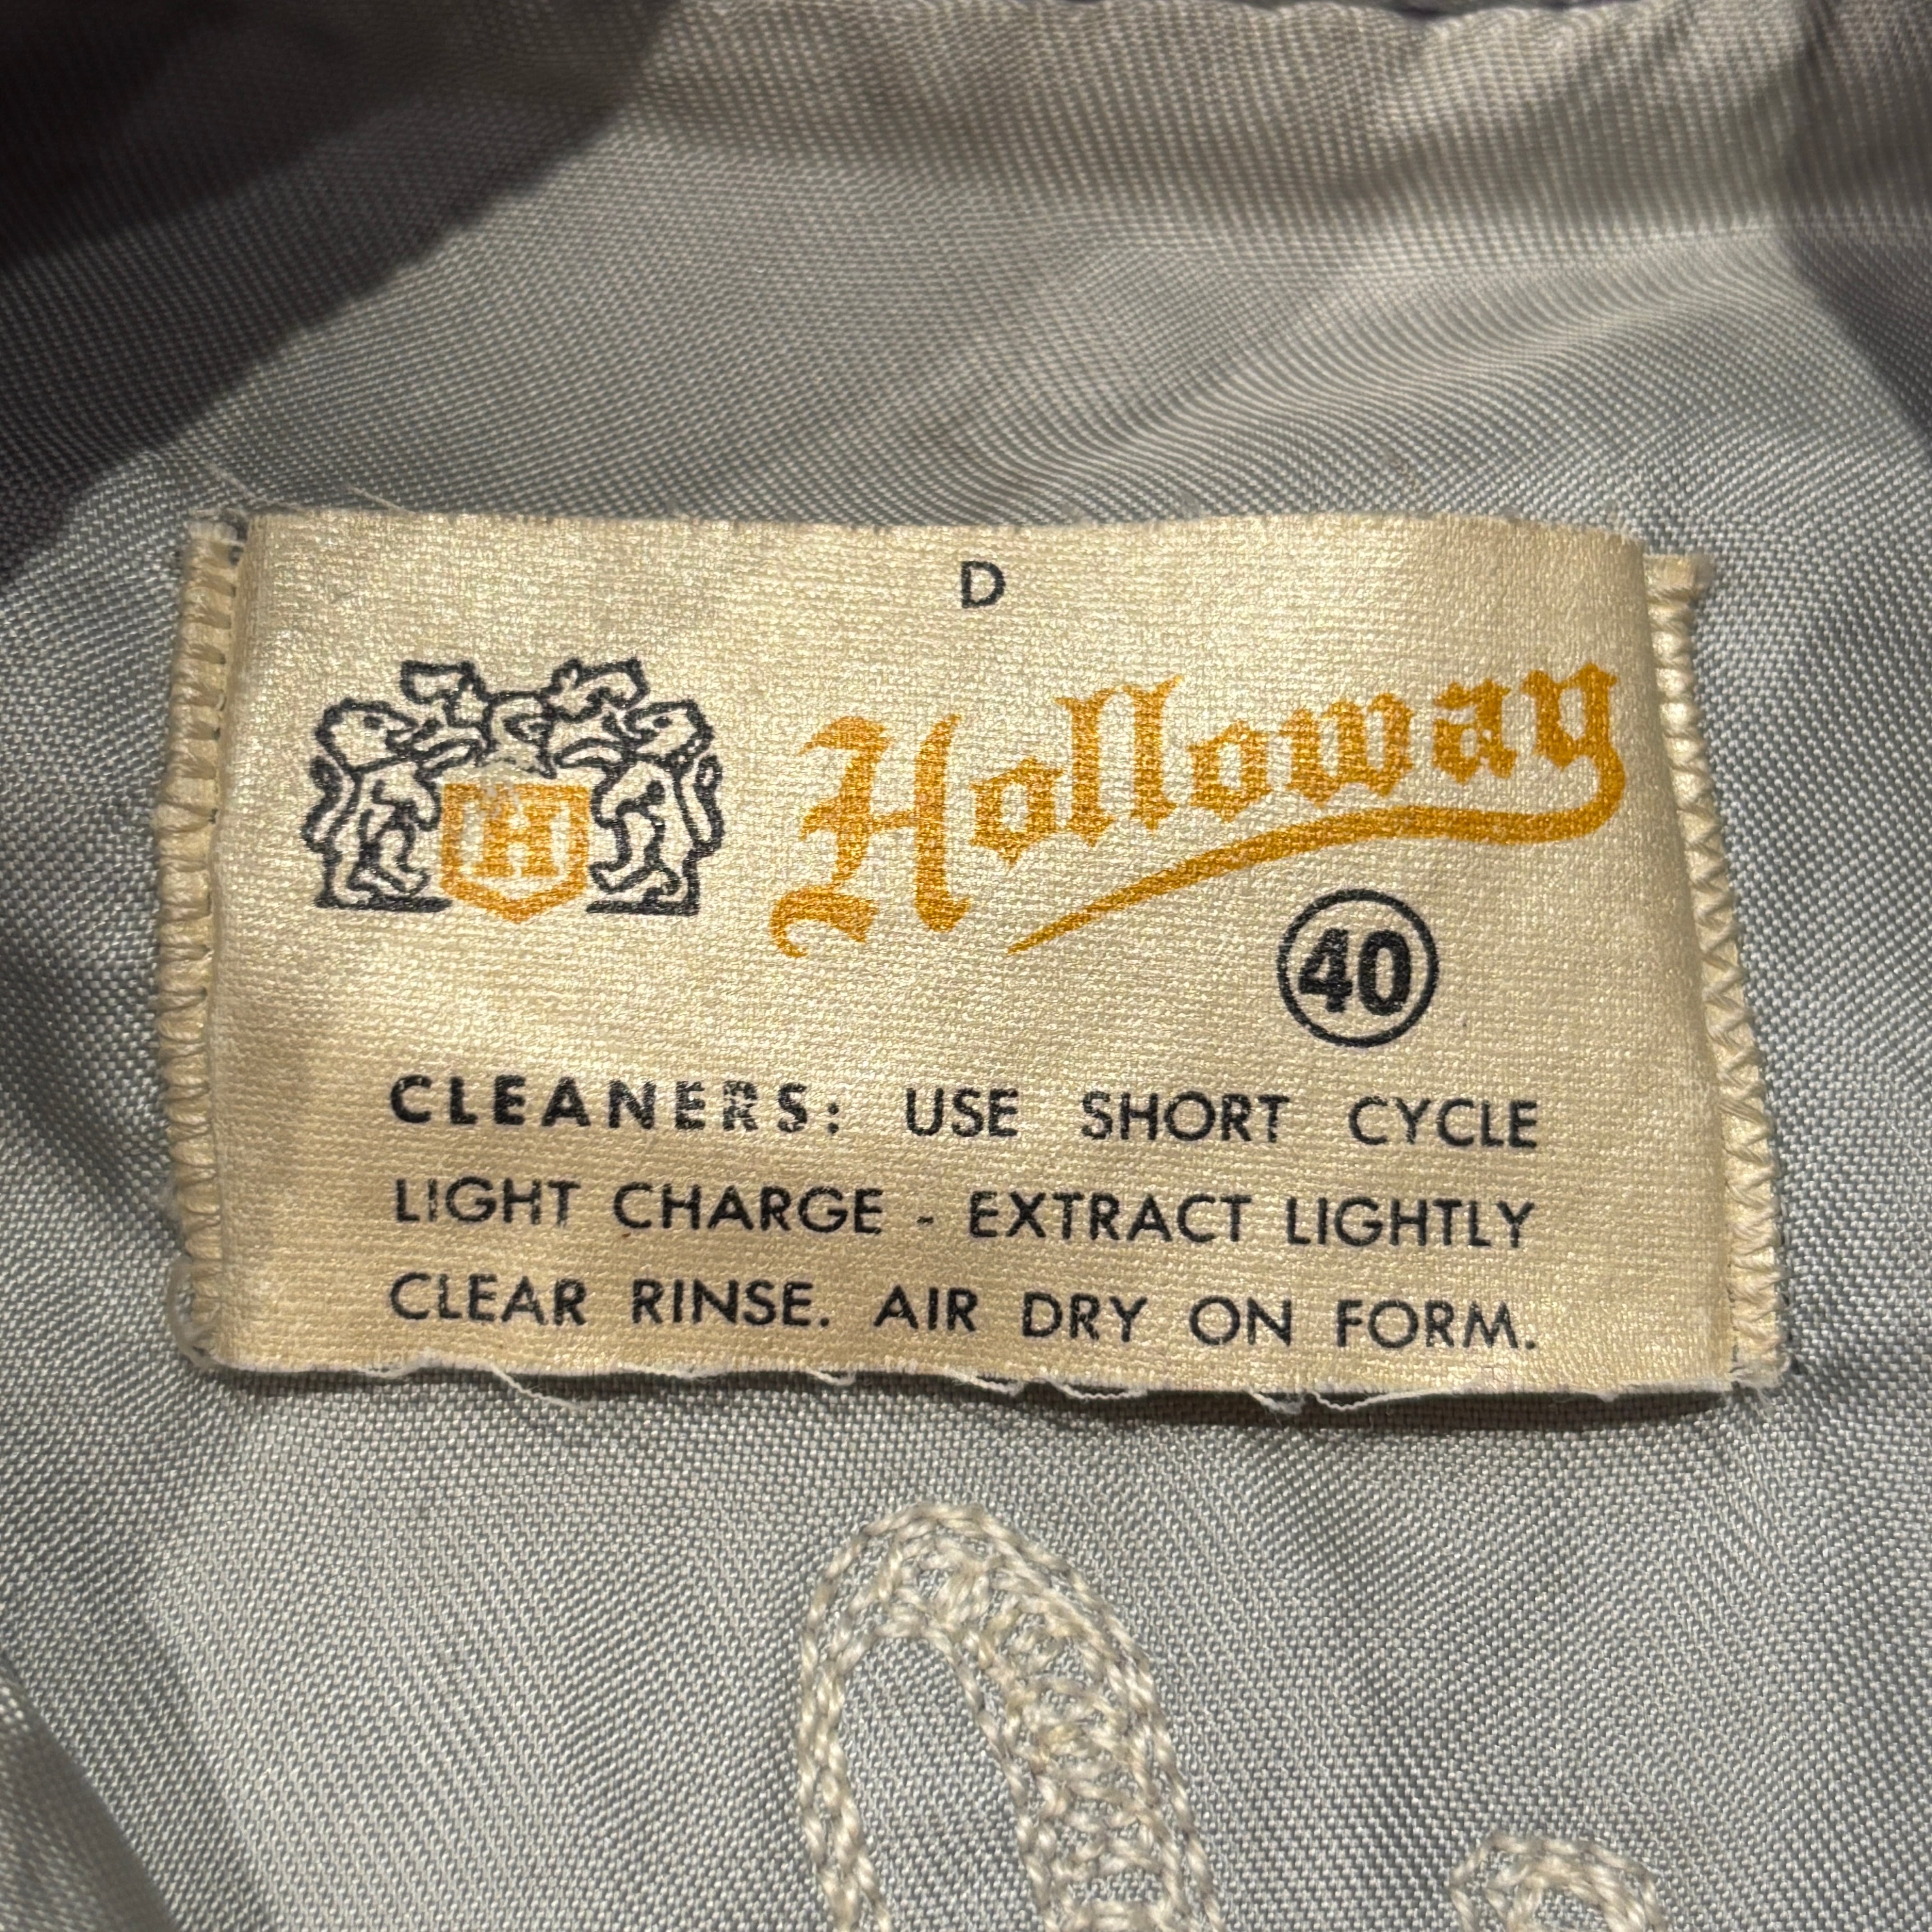 D
H
Holloway
40
CLEANERS: USE SHORT CYCLE
LIGHT CHARGE - EXTRACT LIGHTLY
CLEAR RINSE. AIR DRY ON FORM.